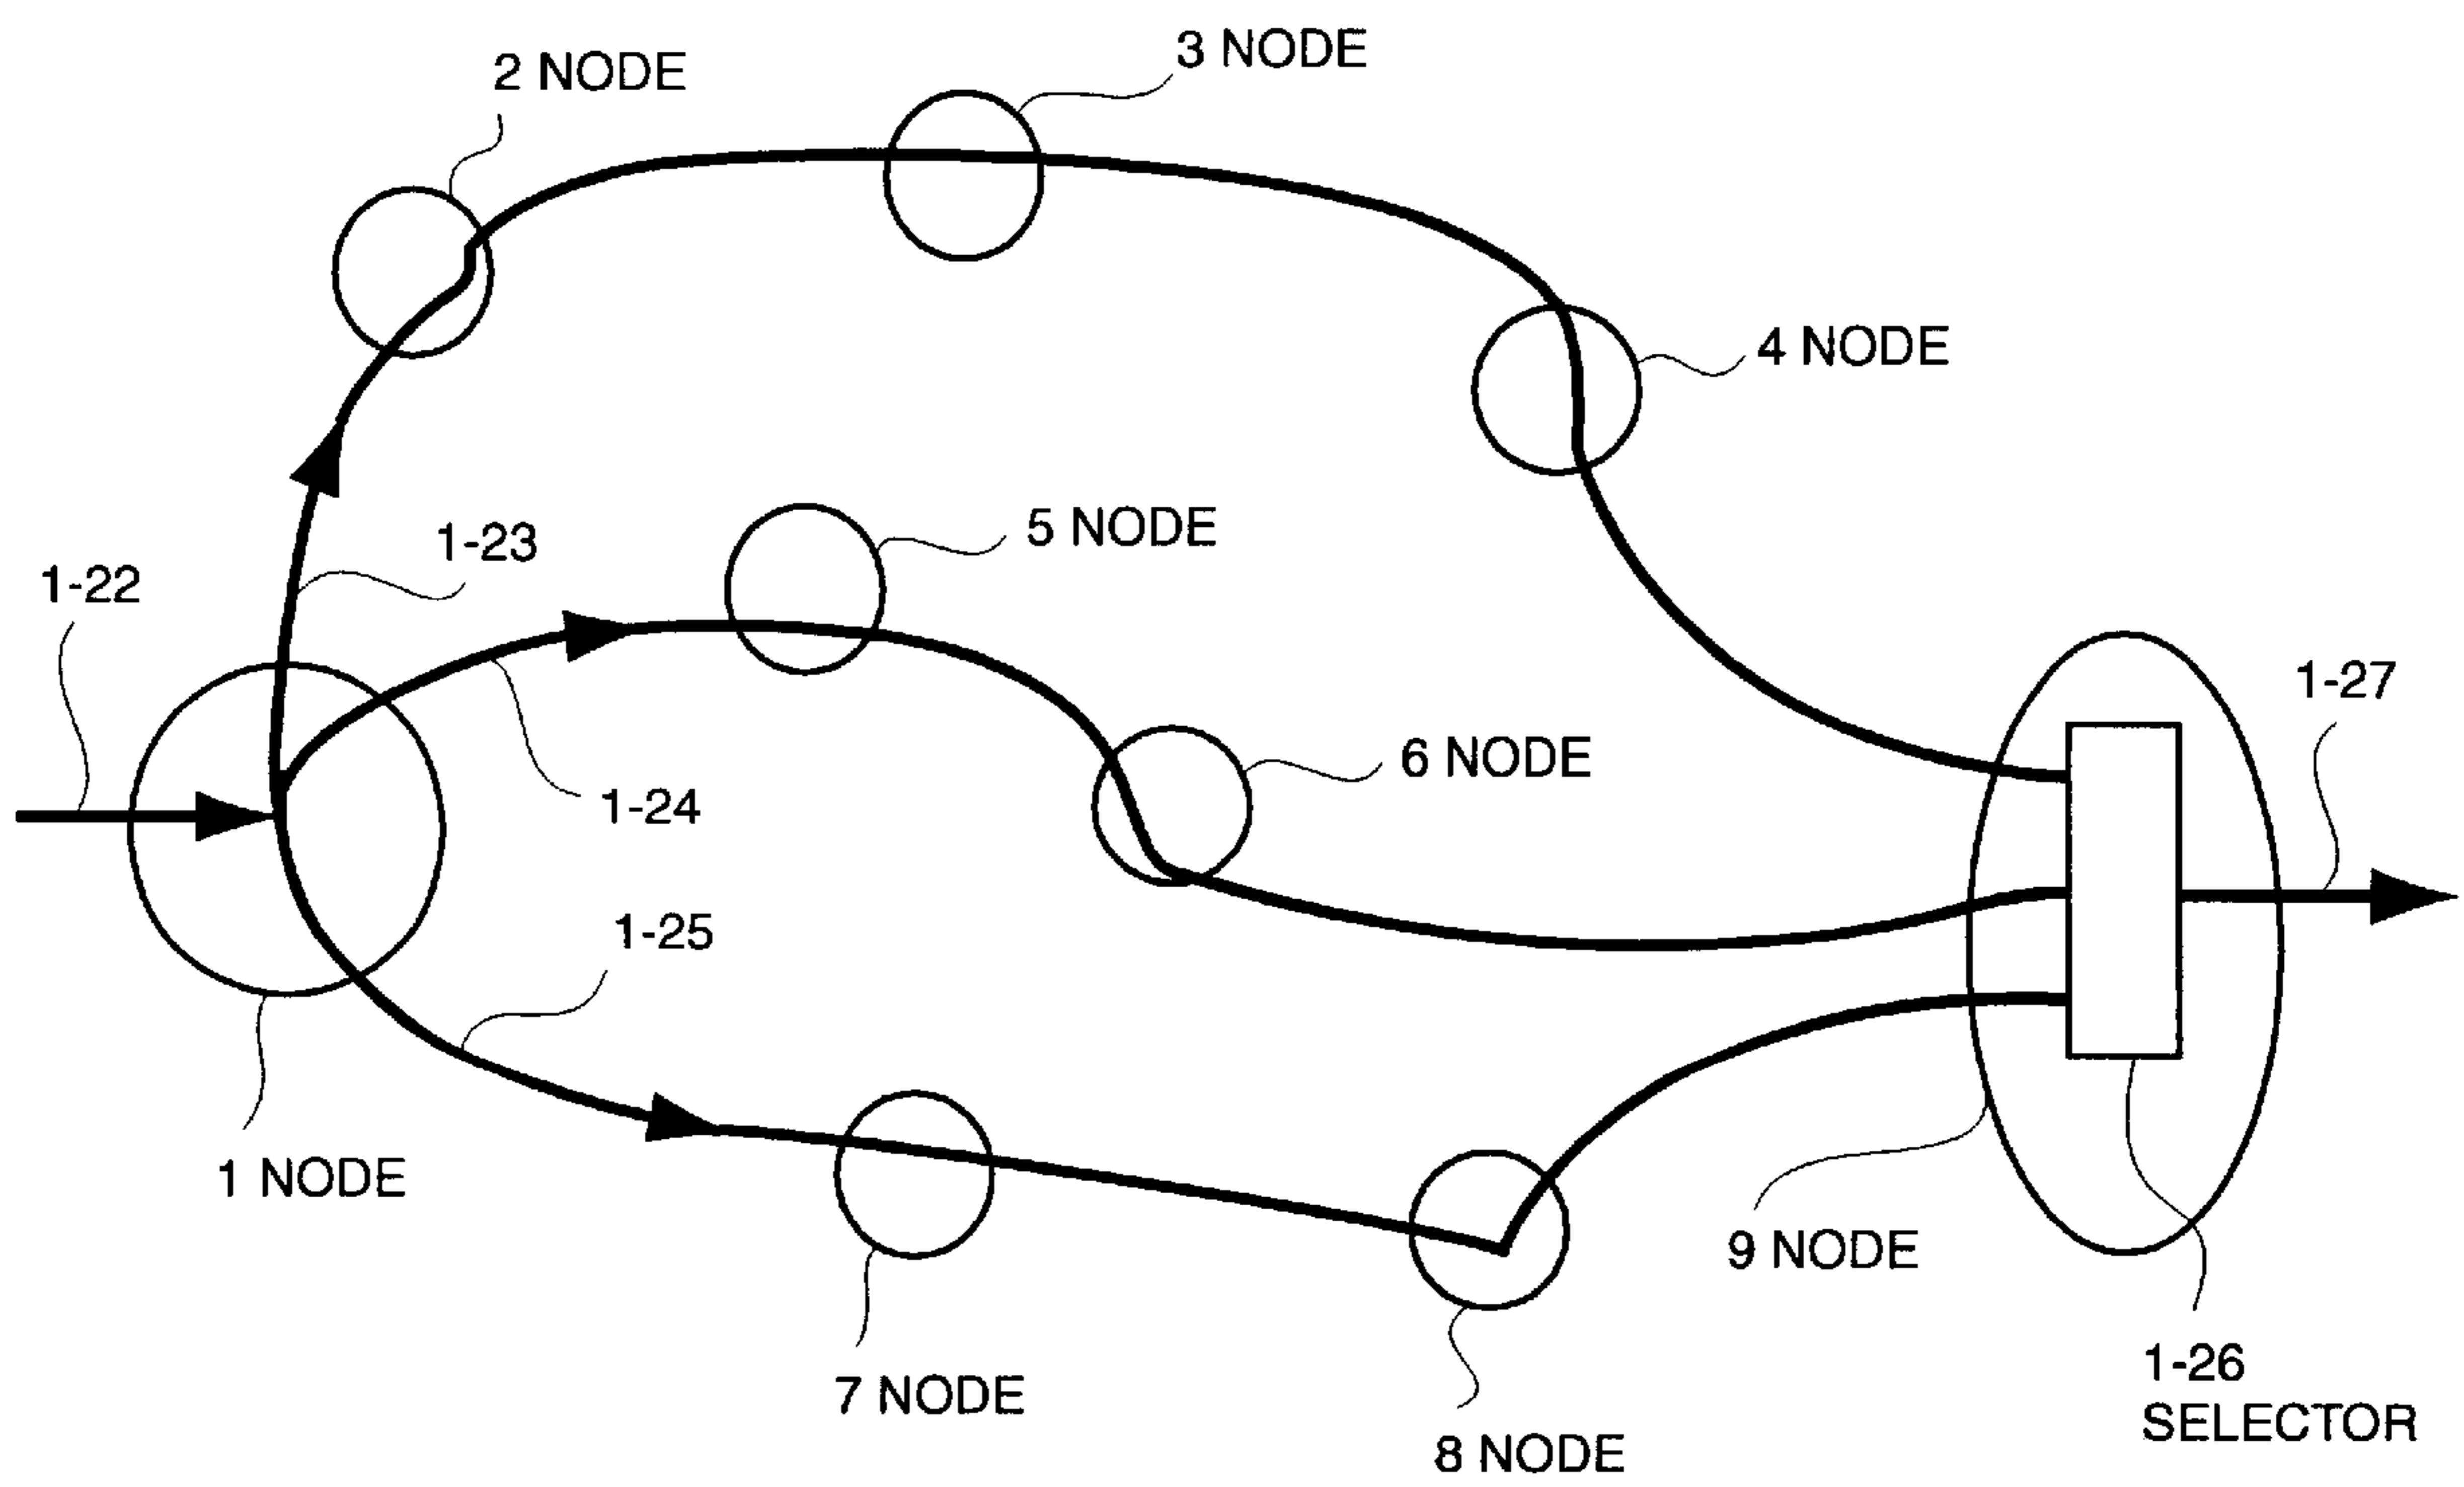 3 NODE
2 NODE
4 NODE
5 NODE
1-23
1-22
1-27
6 NODE
1-24
1-25
1 NODE
9 NODE
1-26
SELECTOR
7 NODE
8 NODE